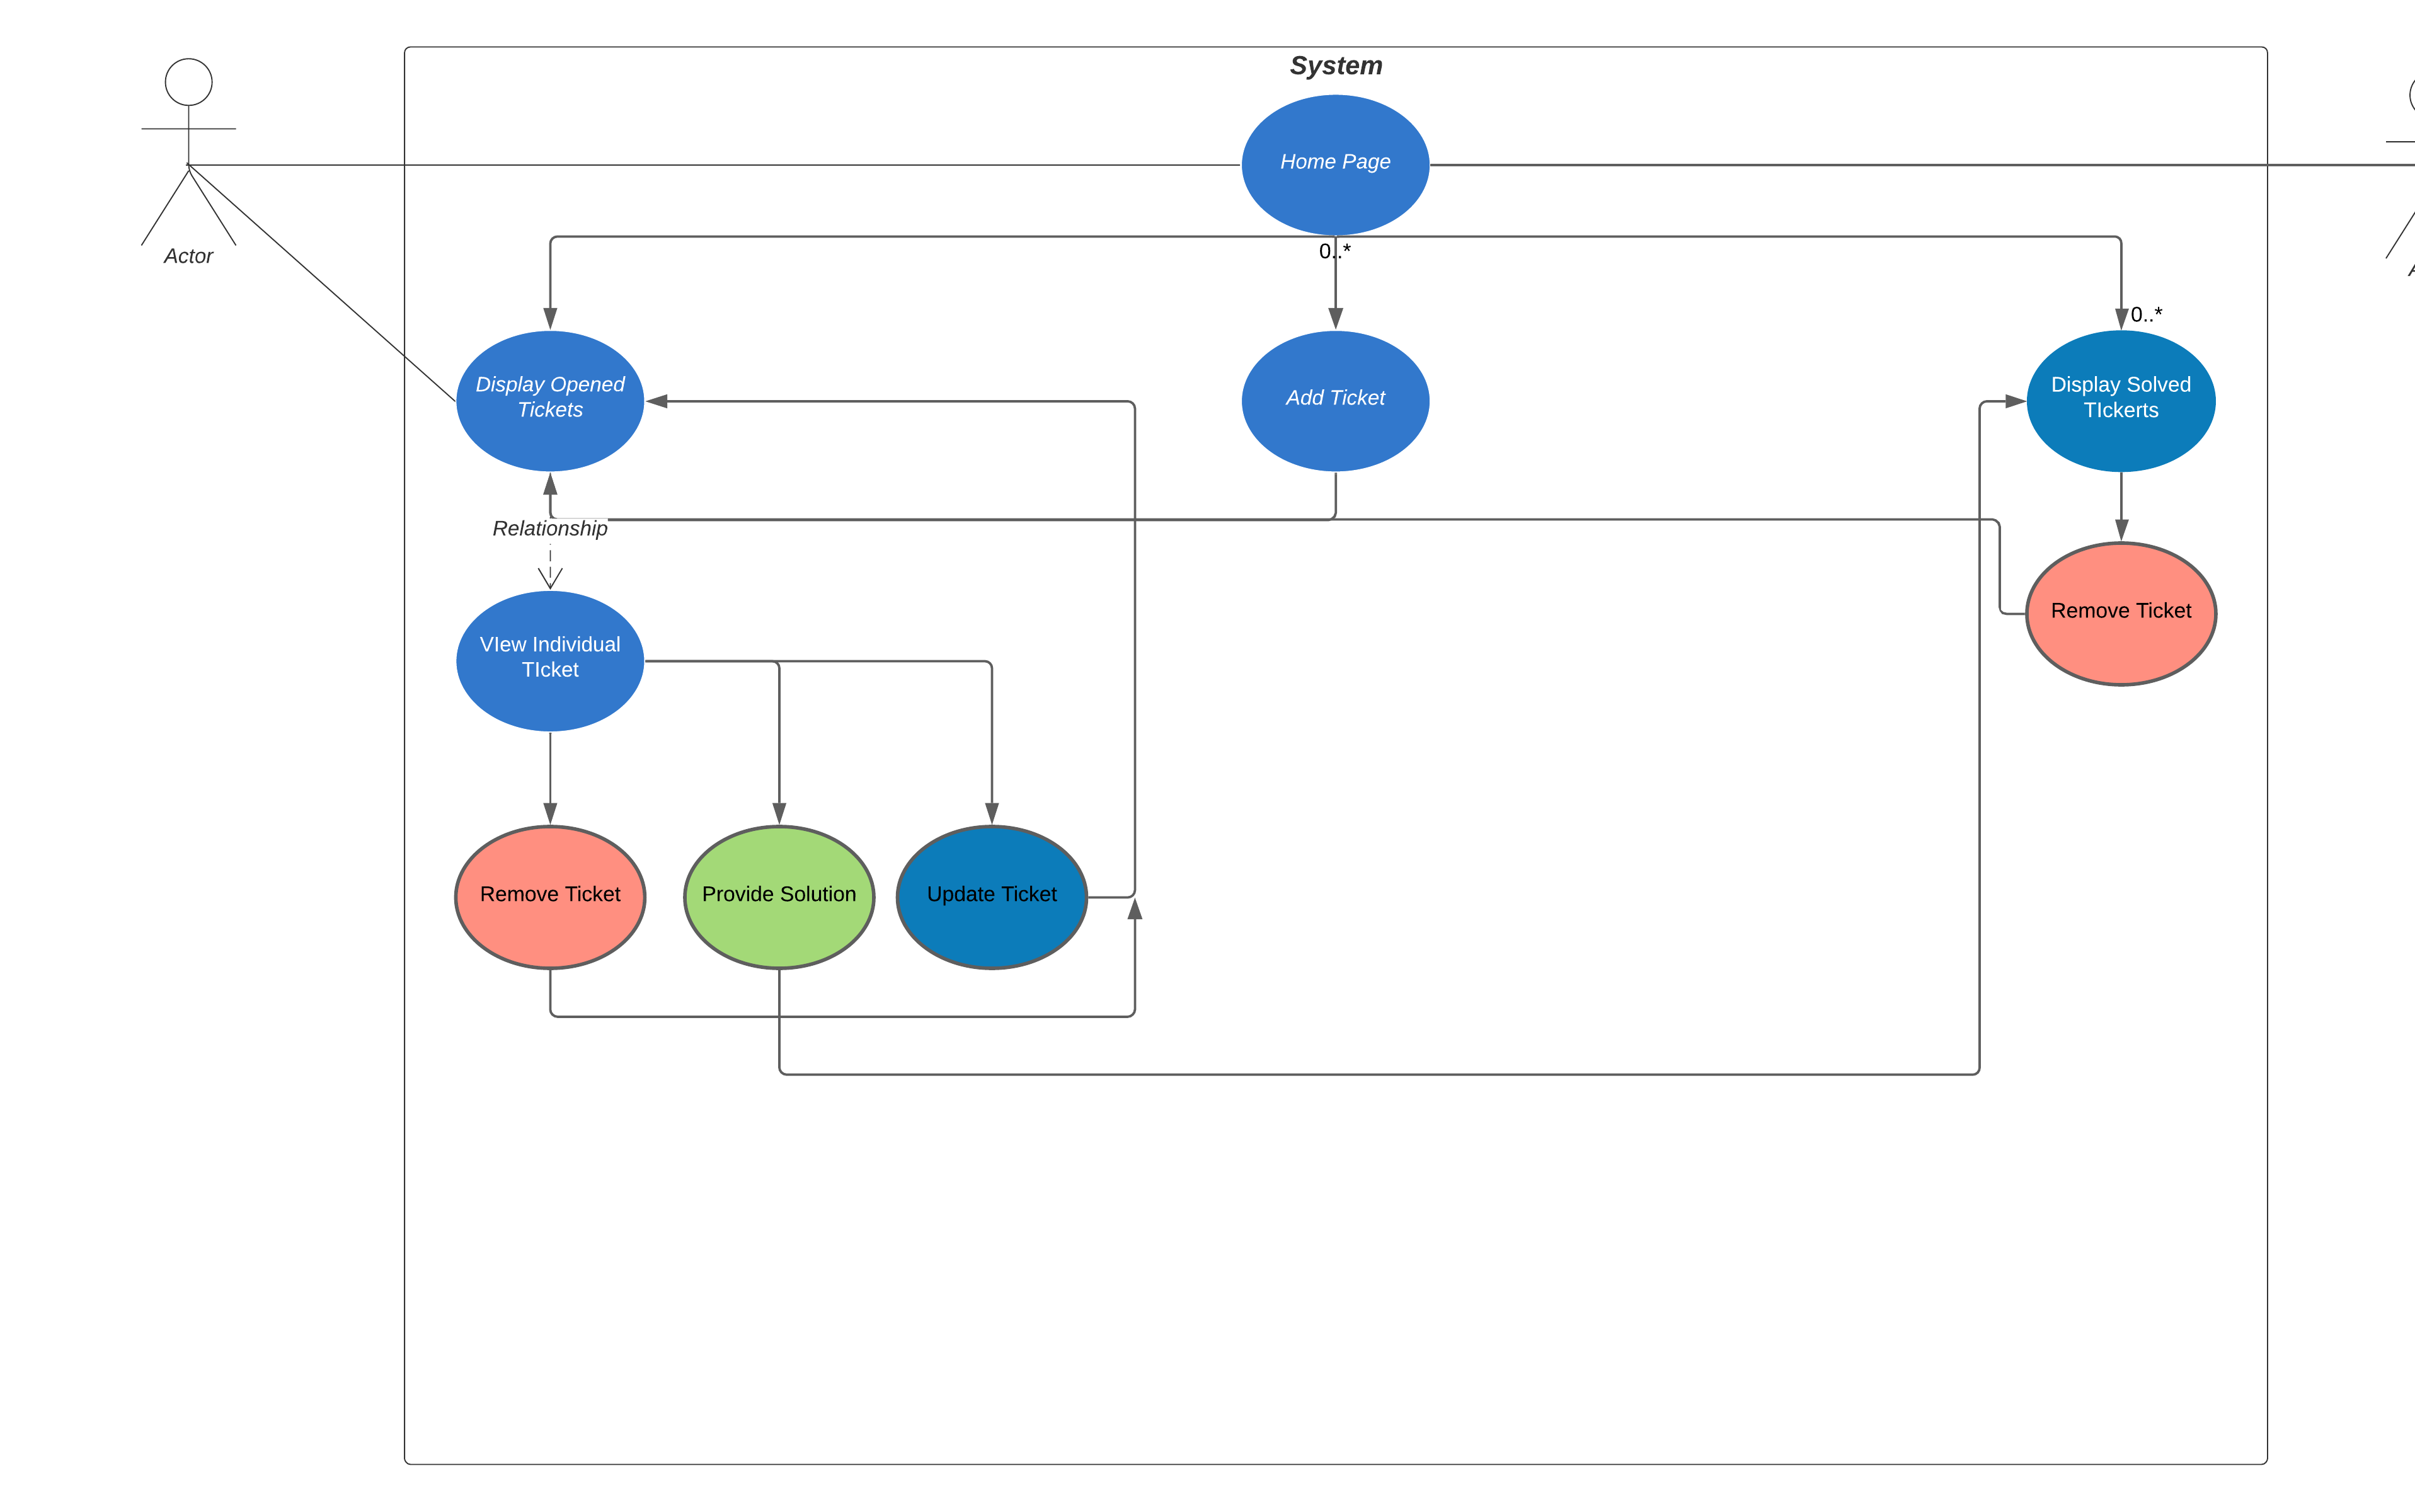 System
Home Page
Actor
0..*
0..*
Display Opened
Tickets
Add Ticket
Display Solved
TIckerts
Relationship
VIew Individual
TIcket
Remove Ticket
Remove Ticket
Provide Solution
Update Ticket